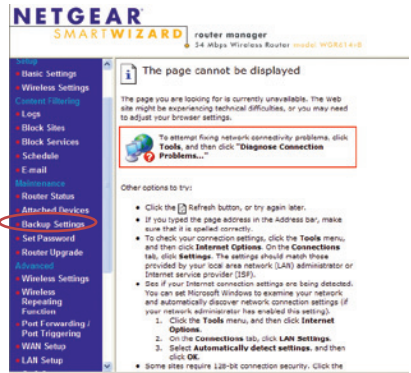 NETGEAR
SMARTWIZARD router manager
54 Mbps Wireless Router model WGR614v8
Setup
Basic Settings
Wireless Settings
Content Filtering
Logs
Block Sites
Block Services
Schedule
E-mail
Maintenance
Router Status
Attached Devices
Backup Settings
Set Password
Router Upgrade
Advanced
Wireless Settings
Wireless
Repeating
Function
Port Forwarding /
Port Triggering
WAN Setup
LAN Setup
The page cannot be displayed
The page you are looking for is currently unavailable. The Web
site might be experiencing technical difficulties, or you may need
to adjust your browser settings.
To attempt fixing network connectivity problems, click
Tools, and then click "Diagnose Connection
Problems..."
Other options to try:
Click the Refresh button, or try again later.
If you typed the page address in the Address bar, make
sure that it is spelled correctly.
To check your connection settings, click the Tools menu,
and then click Internet Options. On the Connections
tab, click Settings. The settings should match those
provided by your local area network (LAN) administrator or
Internet service provider (ISP).
See if your Internet connection settings are being detected.
You can set Microsoft Windows to examine your network
and automatically discover network connection settings (if
your network administrator has enabled this setting).
1. Click the Tools menu, and then click Internet
Options.
2. On the Connections tab, click LAN Settings.
3. Select Automatically detect settings, and then
click OK.
Some sites require 128-bit connection security. Click the